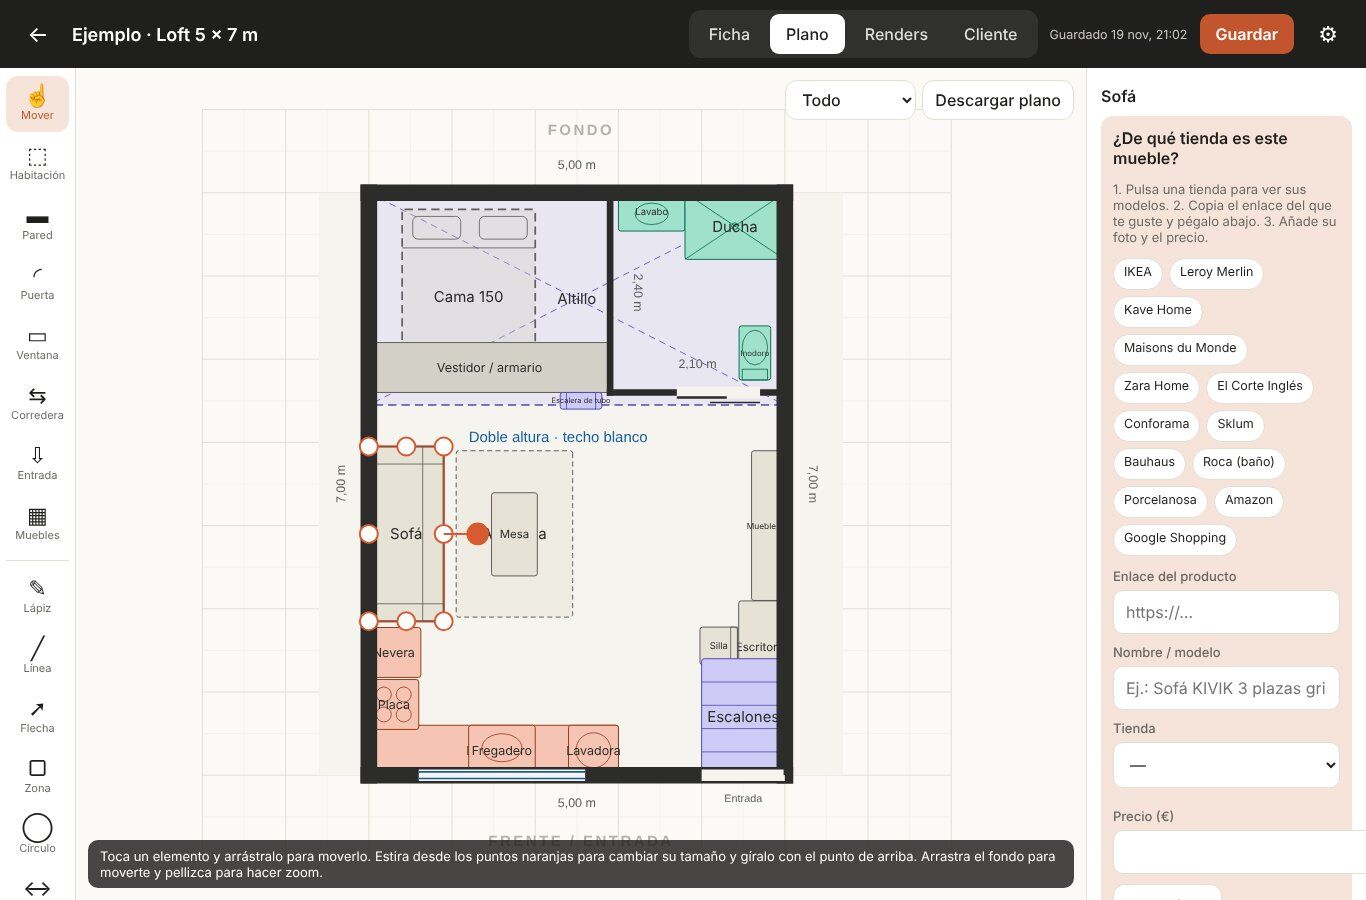 Ejemplo · Loft 5 × 7 m
Ficha
Plano
Renders
Cliente
Guardado 19 nov, 21:02
Guardar
Mover
Habitación
Pared
Puerta
Ventana
Corredera
Entrada
Muebles
Lápiz
Línea
Flecha
Zona
Círculo
Todo
Descargar plano
FONDO
5,00 m
Lavabo
Ducha
Cama 150
Altillo
2,40 m
Inodoro
2,10 m
Vestidor / armario
Escalera de tubo
Doble altura · techo blanco
7,00 m
7,00 m
Sofá
Mesa
Mueble
Nevera
Silla
Escritor
Placa
Escalones
Fregadero
Lavadora
5,00 m
Entrada
FRENTE / ENTRADA
Toca un elemento y arrástralo para moverlo. Estira desde los puntos naranjas para cambiar su tamaño y gíralo con el punto de arriba. Arrastra el fondo para
moverte y pellizca para hacer zoom.
Sofá
¿De qué tienda es este
mueble?
1. Pulsa una tienda para ver sus
modelos. 2. Copia el enlace del que
te guste y pégalo abajo. 3. Añade su
foto y el precio.
IKEA
Leroy Merlin
Kave Home
Maisons du Monde
Zara Home
El Corte Inglés
Conforama
Sklum
Bauhaus
Roca (baño)
Porcelanosa
Amazon
Google Shopping
Enlace del producto
https://...
Nombre / modelo
Ej.: Sofá KIVIK 3 plazas gri
Tienda
—
Precio (€)